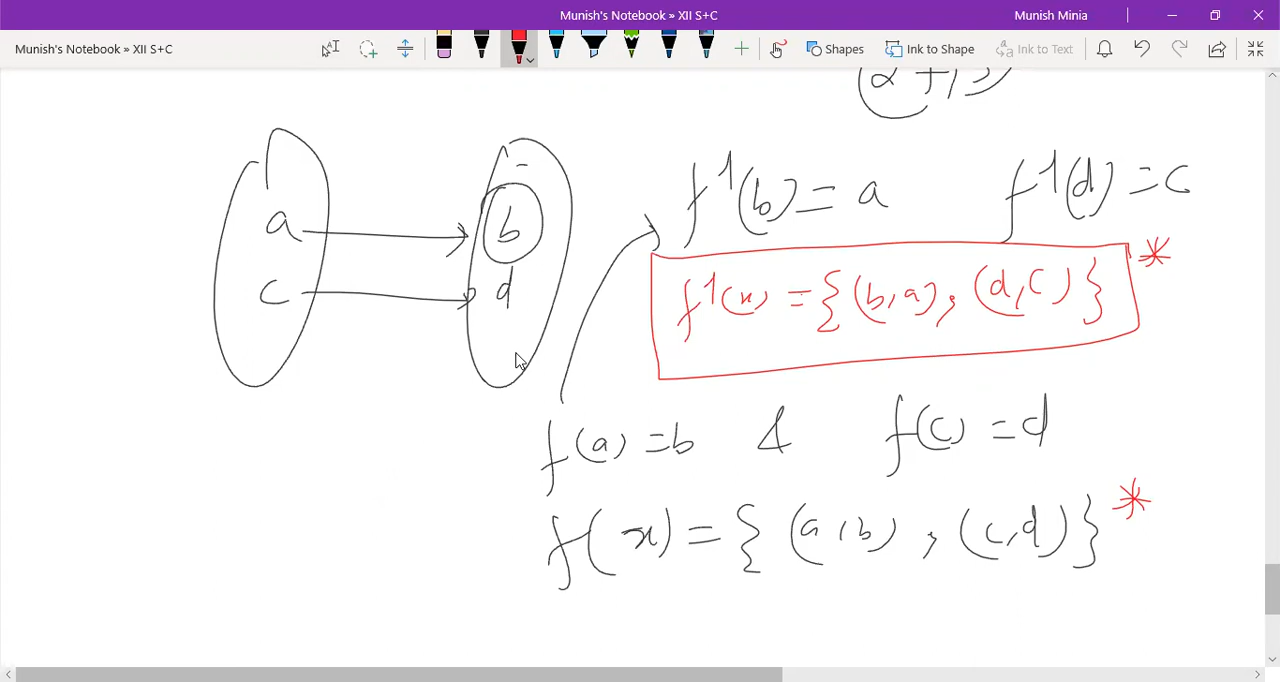 Munish's Notebook » XII S+C
Munish Minia
Munish's Notebook » XII S+C
Shapes
Ink to Shape
Ink to Text
a
b
c
d
f⁻¹(b) = a
f⁻¹(d) = c
f⁻¹(x) = {(b,a), (d,c)} *
f(a) = b & f(c) = d
f(x) = { (a,b), (c,d)} *